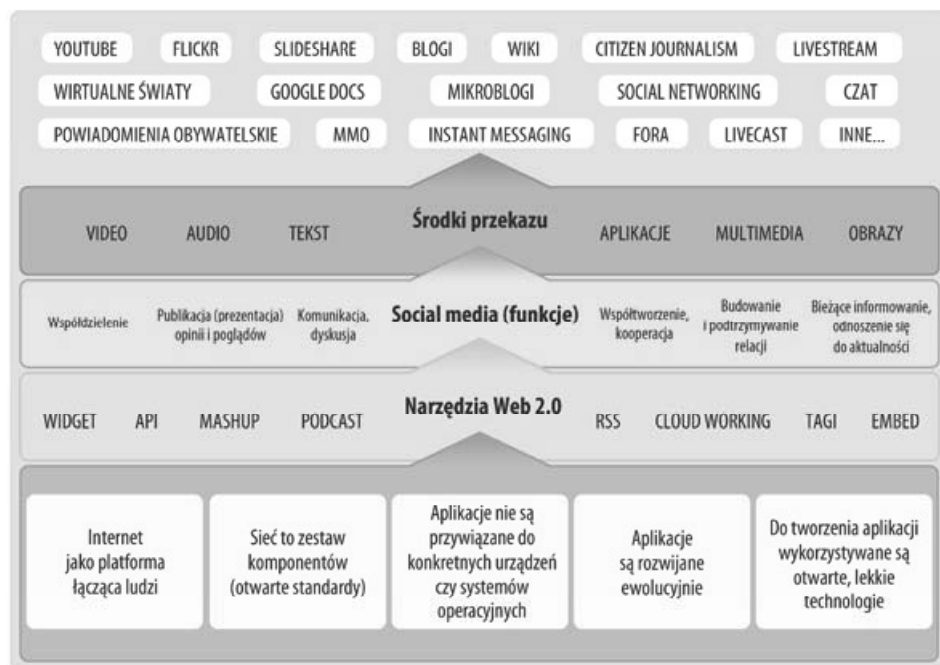 YOUTUBE FLICKR SLIDESHARE BLOGI WIKI CITIZEN JOURNALISM LIVESTREAM
WIRTUALNE ŚWIATY GOOGLE DOCS MIKROBLOGI SOCIAL NETWORKING CZAT
POWIADOMIENIA OBYWATELSKIE MMO INSTANT MESSAGING FORA LIVECAST INNE...
VIDEO AUDIO TEKST Środki przekazu APLIKACJE MULTIMEDIA OBRAZY
Współdzielenie
Publikacja (prezentacja)
opinii i poglądów
Komunikacja,
dyskusja
Social media (funkcje)
Współtworzenie,
kooperacja
Budowanie
i podtrzymywanie
relacji
Bieżące informowanie,
odnoszenie się
do aktualności
WIDGET API MASHUP PODCAST Narzędzia Web 2.0 RSS CLOUD WORKING TAGI EMBED
Internet
jako platforma
łącząca ludzi
Sieć to zestaw
komponentów
(otwarte standardy)
Aplikacje nie są
przywiązane do
konkretnych urządzeń
czy systemów
operacyjnych
Aplikacje
są rozwijane
ewolucyjnie
Do tworzenia aplikacji
wykorzystywane są
otwarte, lekkie
technologie